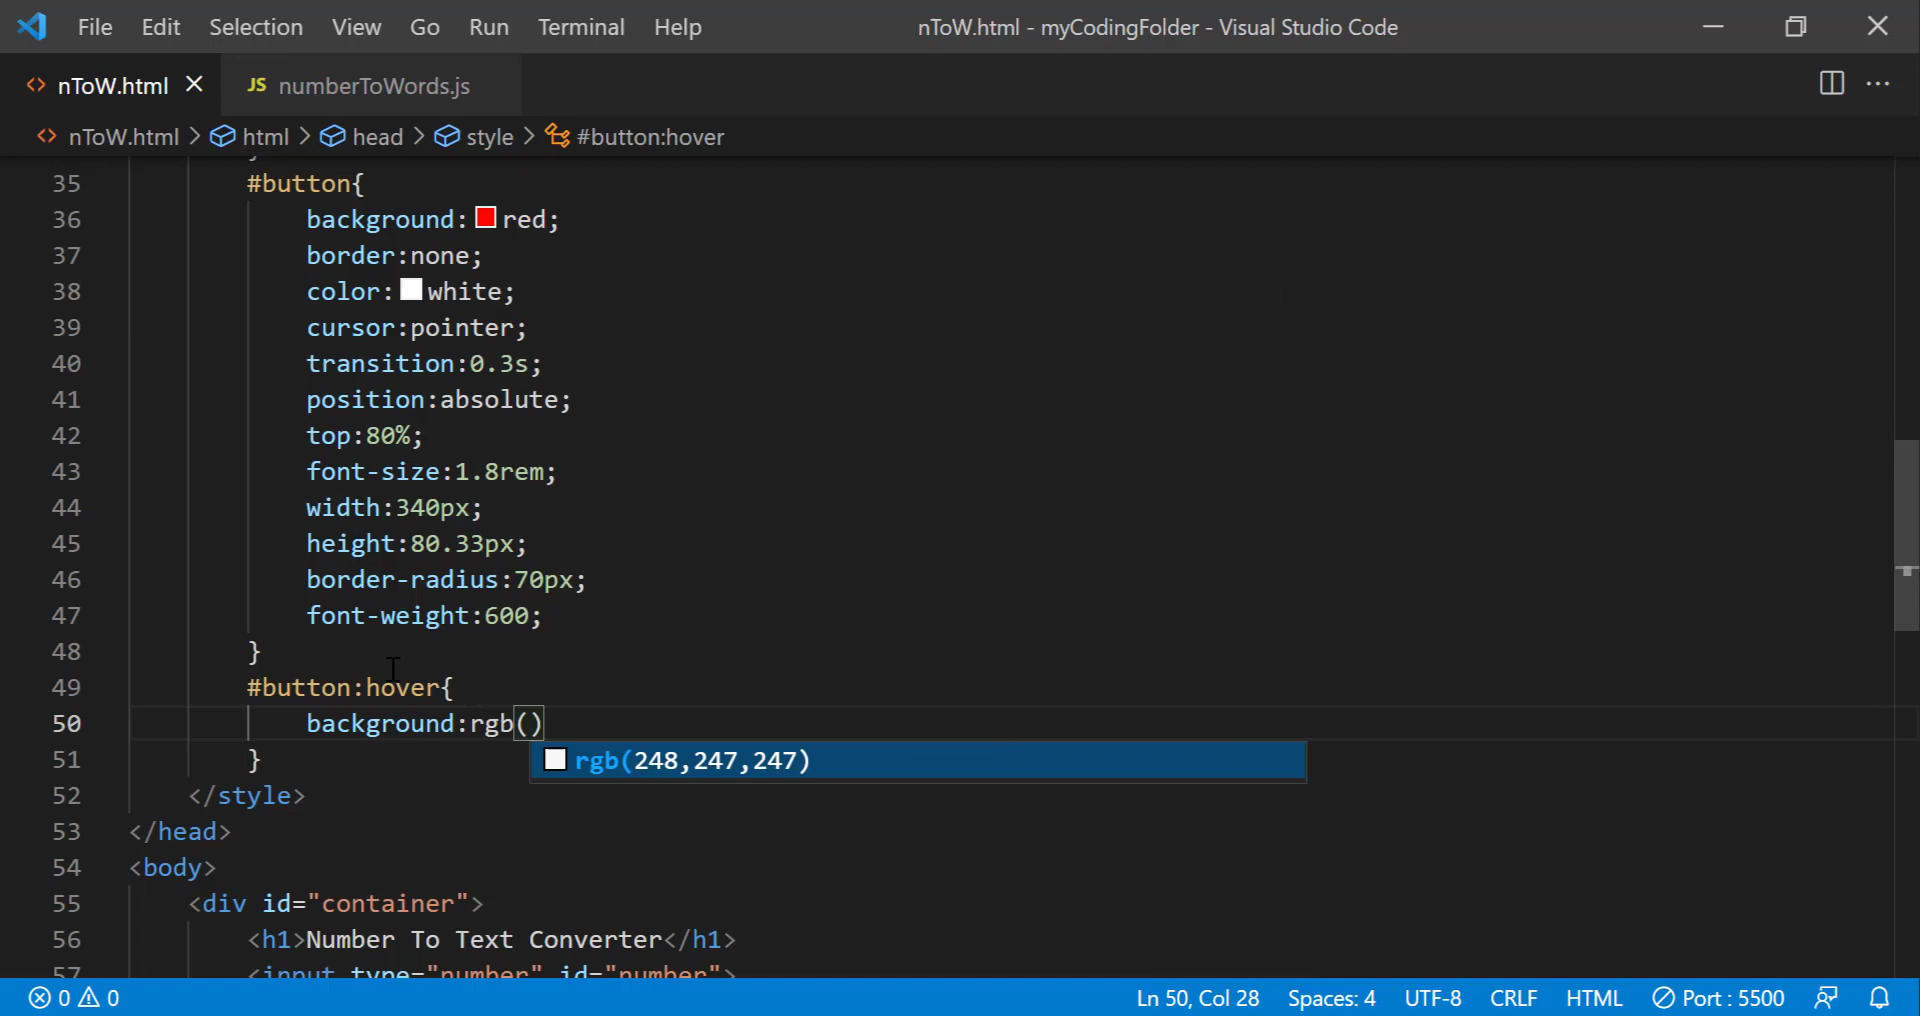 File Edit Selection View Go Run Terminal Help nToW.html - myCodingFolder - Visual Studio Code
nToW.html JS numberToWords.js
nToW.html > html > head > style > #button:hover
35 #button{
36 background: red;
37 border:none;
38 color: white;
39 cursor:pointer;
40 transition:0.3s;
41 position:absolute;
42 top:80%;
43 font-size:1.8rem;
44 width:340px;
45 height:80.33px;
46 border-radius:70px;
47 font-weight:600;
48 }
49 #button:hover{
50 background:rgb()
rgb(248,247,247)
51 }
52 </style>
53 </head>
54 <body>
55 <div id="container">
56 <h1>Number To Text Converter</h1>
57 <input type="number" id="number">
0 0 Ln 50, Col 28 Spaces: 4 UTF-8 CRLF HTML Port : 5500